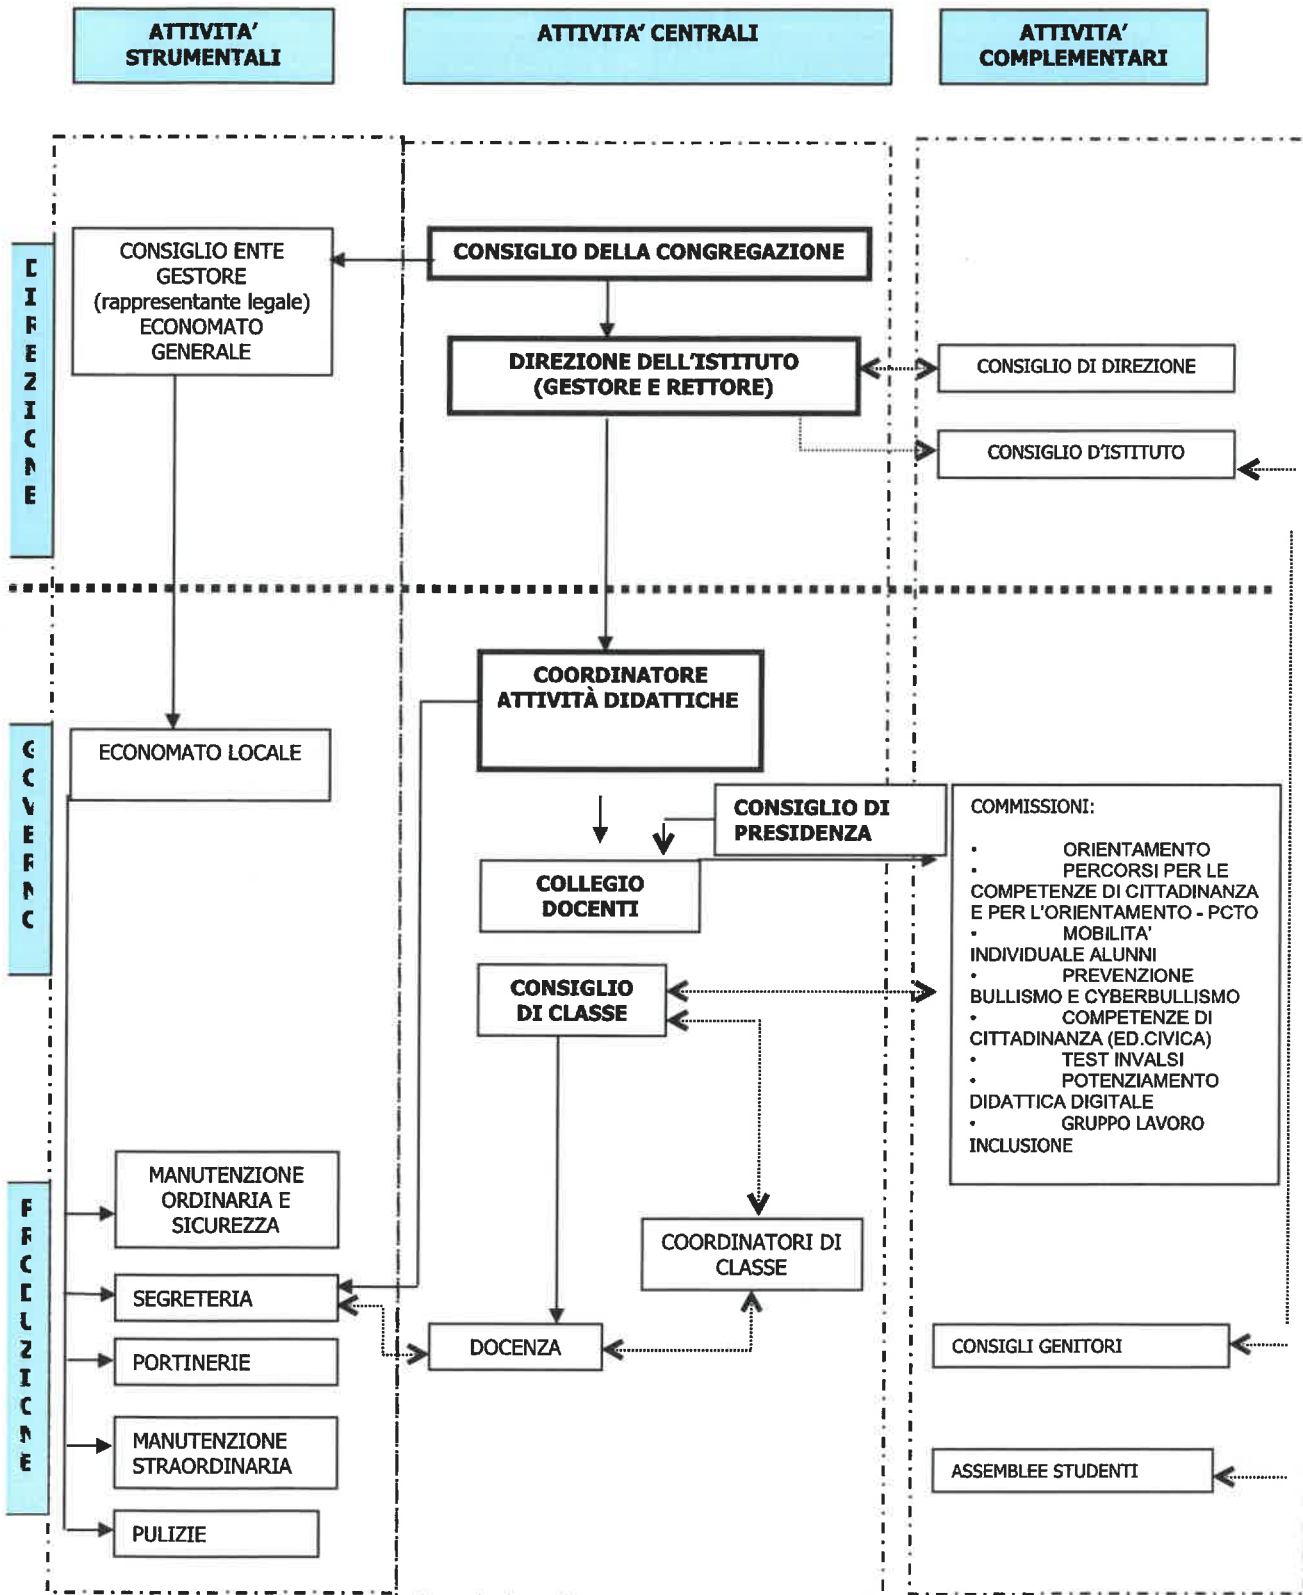 ATTIVITA' STRUMENTALI
ATTIVITA' CENTRALI
ATTIVITA' COMPLEMENTARI
DIREZIONE
CONSIGLIO ENTE
GESTORE
(rappresentante legale)
ECONOMATO
GENERALE
CONSIGLIO DELLA CONGREGAZIONE
DIREZIONE DELL'ISTITUTO
(GESTORE E RETTORE)
CONSIGLIO DI DIREZIONE
CONSIGLIO D'ISTITUTO
GOVERNO
ECONOMATO LOCALE
COORDINATORE
ATTIVITÀ DIDATTICHE
CONSIGLIO DI
PRESIDENZA
COLLEGIO
DOCENTI
CONSIGLIO
DI CLASSE
COMMISSIONI:
• ORIENTAMENTO
• PERCORSI PER LE
COMPETENZE DI CITTADINANZA
E PER L'ORIENTAMENTO - PCTO
• MOBILITA'
INDIVIDUALE ALUNNI
• PREVENZIONE
BULLISMO E CYBERBULLISMO
• COMPETENZE DI
CITTADINANZA (ED.CIVICA)
• TEST INVALSI
• POTENZIAMENTO
DIDATTICA DIGITALE
• GRUPPO LAVORO
INCLUSIONE
PRODUZIONE
MANUTENZIONE
ORDINARIA E
SICUREZZA
SEGRETERIA
PORTINERIE
MANUTENZIONE
STRAORDINARIA
PULIZIE
COORDINATORI DI
CLASSE
DOCENZA
CONSIGLI GENITORI
ASSEMBLEE STUDENTI